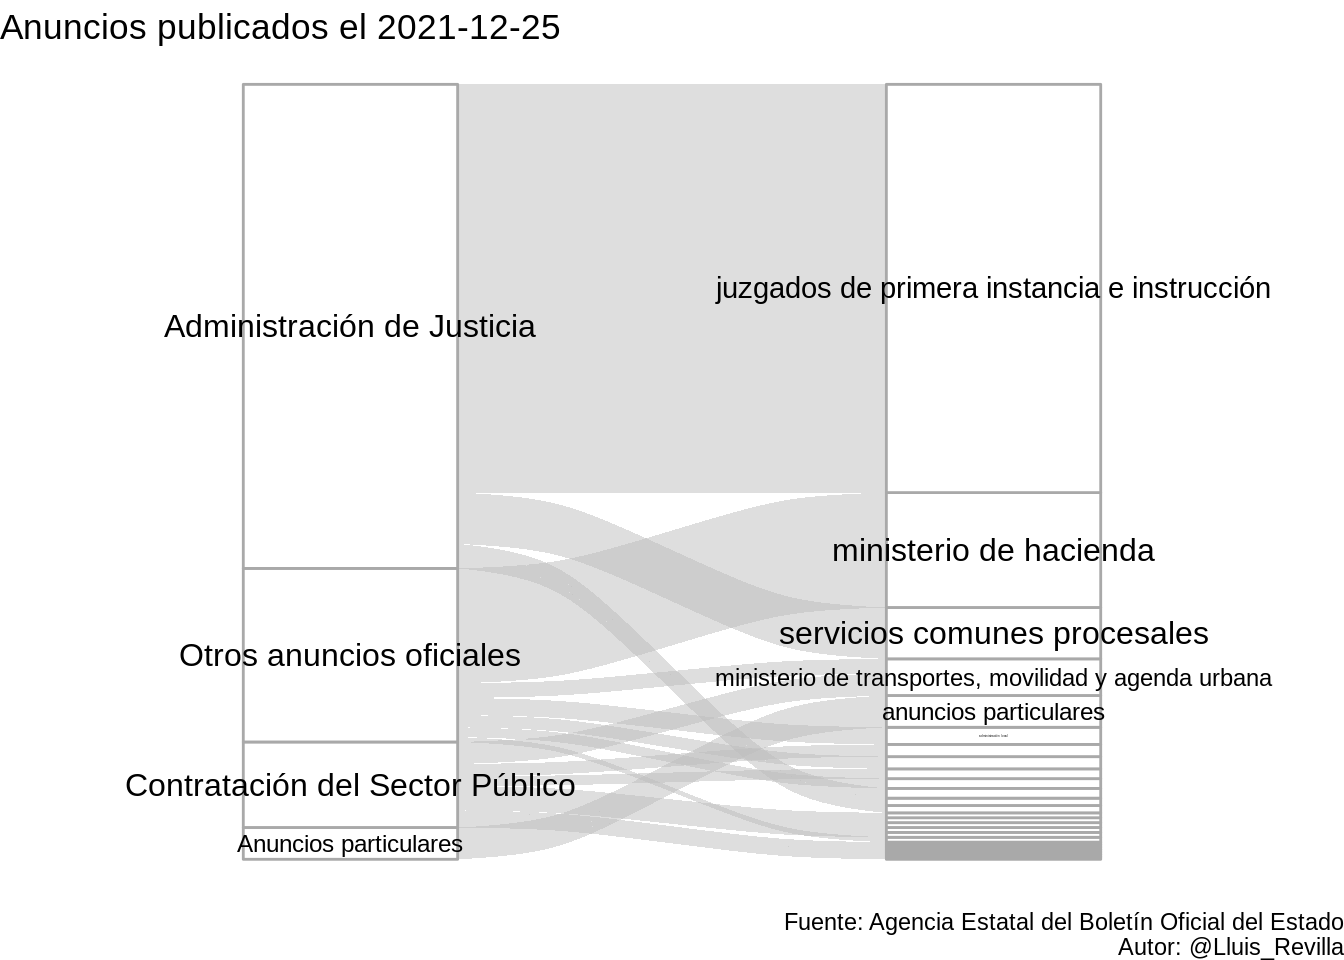 Anuncios publicados el 2021-12-25
juzgados de primera instancia e instrucción
Administración de Justicia
ministerio de hacienda
servicios comunes procesales
Otros anuncios oficiales
ministerio de transportes, movilidad y agenda urbana
anuncios particulares
Contratación del Sector Público
Anuncios particulares
Fuente: Agencia Estatal del Boletín Oficial del Estado
Autor: @Lluis_Revilla